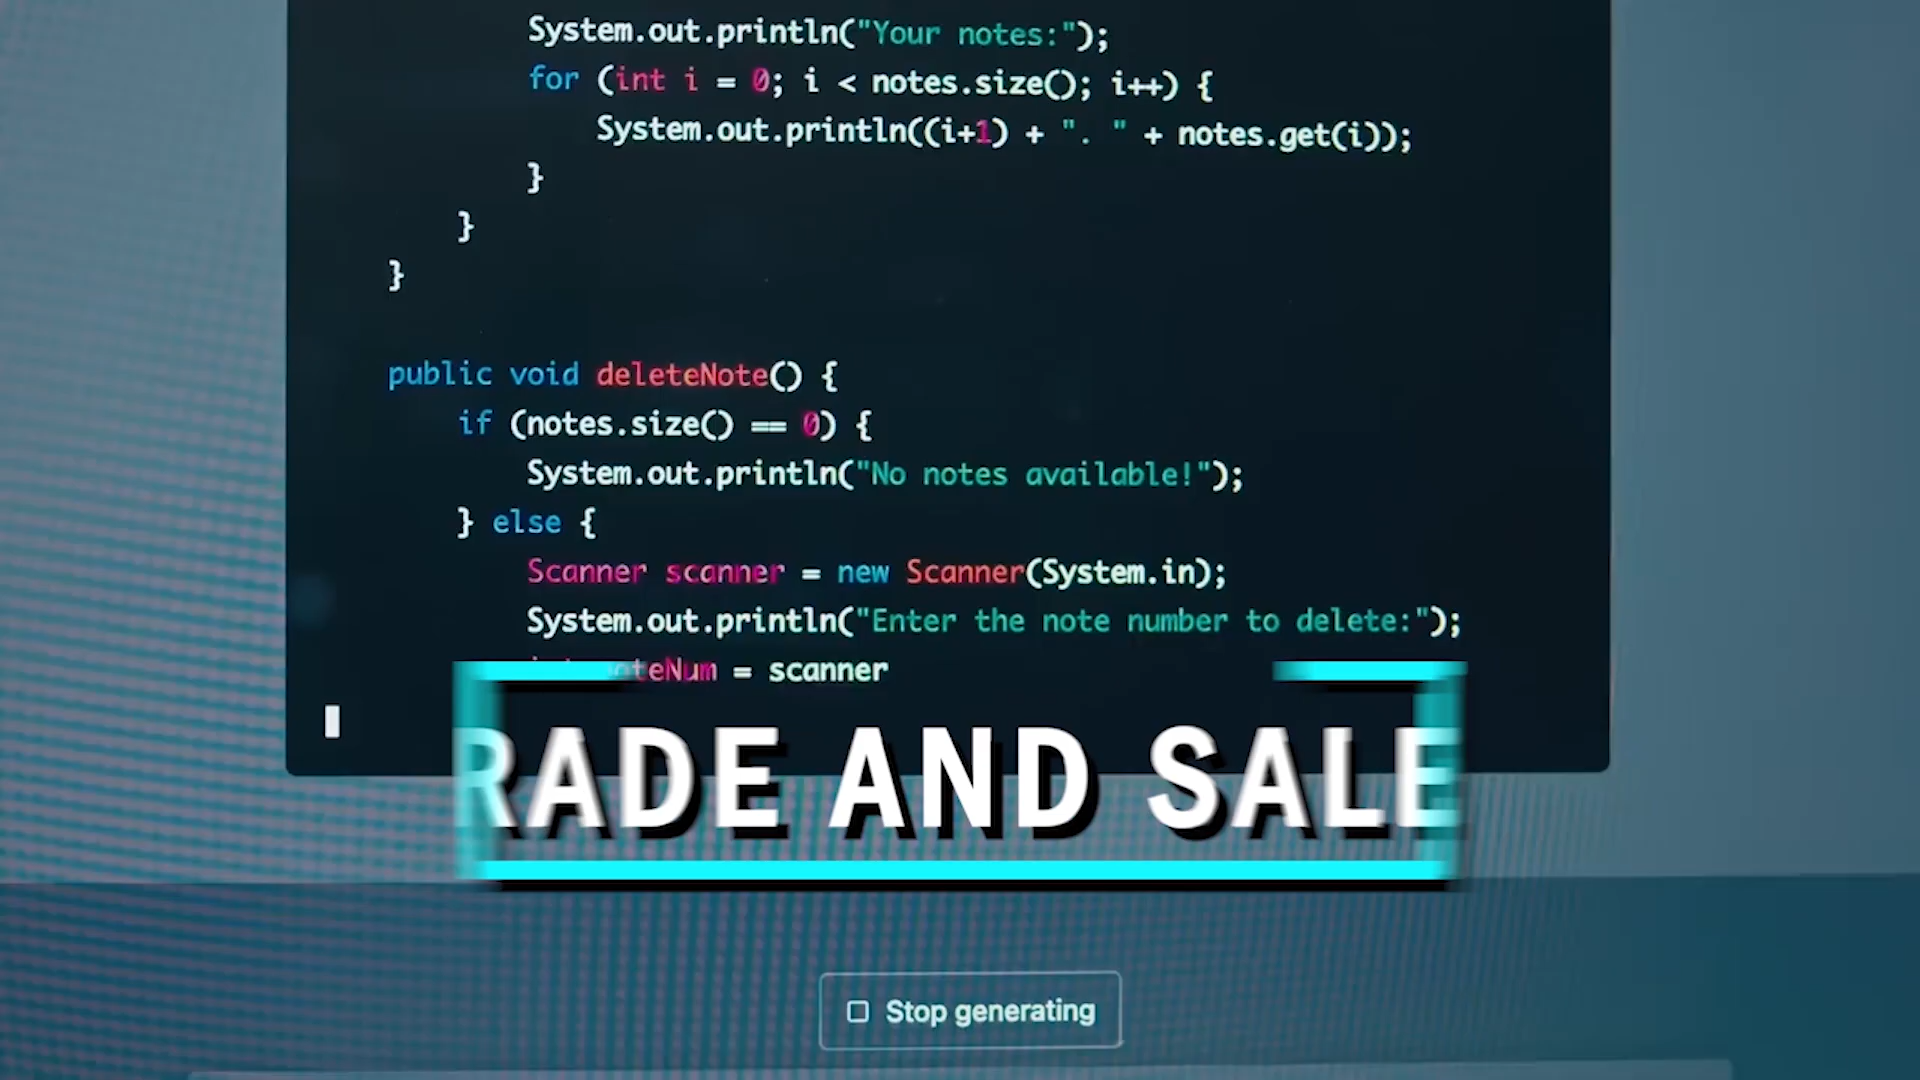 System.out.println("Your notes:");
for (int i = 0; i < notes.size(); i++) {
System.out.println((i+1) + ". " + notes.get(i));
}
}
}
public void deleteNote() {
if (notes.size() == 0) {
System.out.println("No notes available!");
} else {
Scanner scanner = new Scanner(System.in);
System.out.println("Enter the note number to delete:");
= scanner
RADE AND SALE
Stop generating